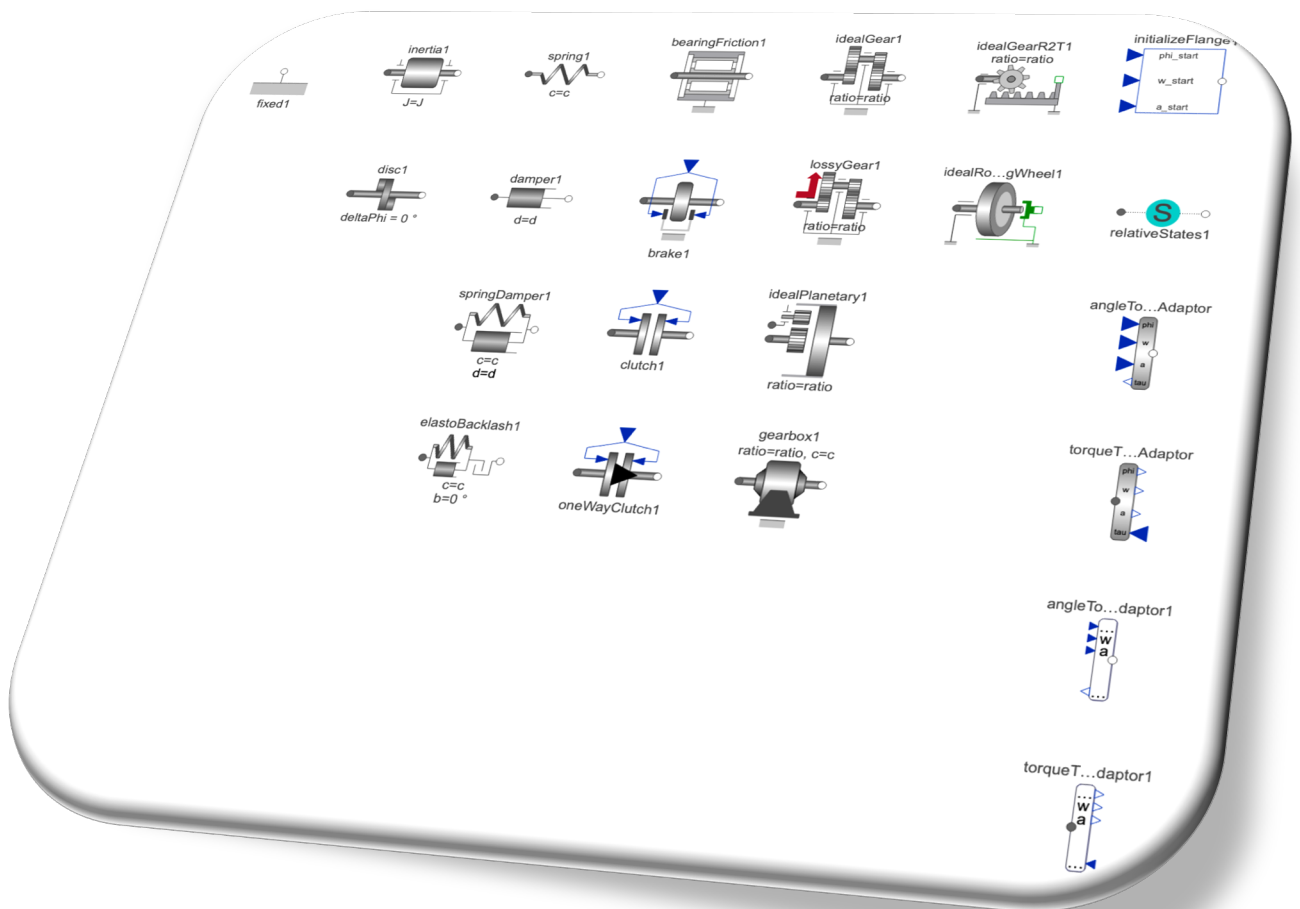 inertia1
J=J
fixed1
spring1
c=c
bearingFriction1
idealGear1
ratio=ratio
idealGearR2T1
ratio=ratio
initializeFlange
phi_start
w_start
a_start
disc1
deltaPhi = 0 °
damper1
d=d
brake1
lossyGear1
ratio=ratio
idealRo...gWheel1
S
relativeStates1
springDamper1
c=c
d=d
clutch1
idealPlanetary1
ratio=ratio
angleTo...Adaptor
phi
w
a
tau
elastoBacklash1
c=c
b=0 °
oneWayClutch1
gearbox1
ratio=ratio, c=c
torqueT...Adaptor
phi
w
a
tau
angleTo...daptor1
...
w
a
...
torqueT...daptor1
...
w
a
...